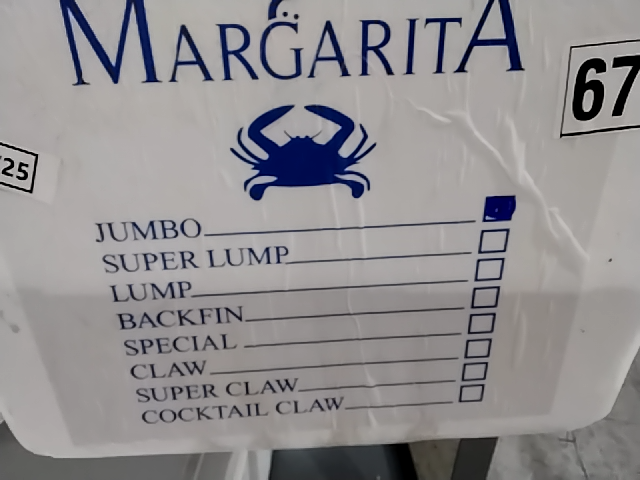 MARGARITA
67
25
JUMBO
SUPER LUMP
LUMP
BACKFIN
SPECIAL
CLAW
SUPER CLAW
COCKTAIL CLAW